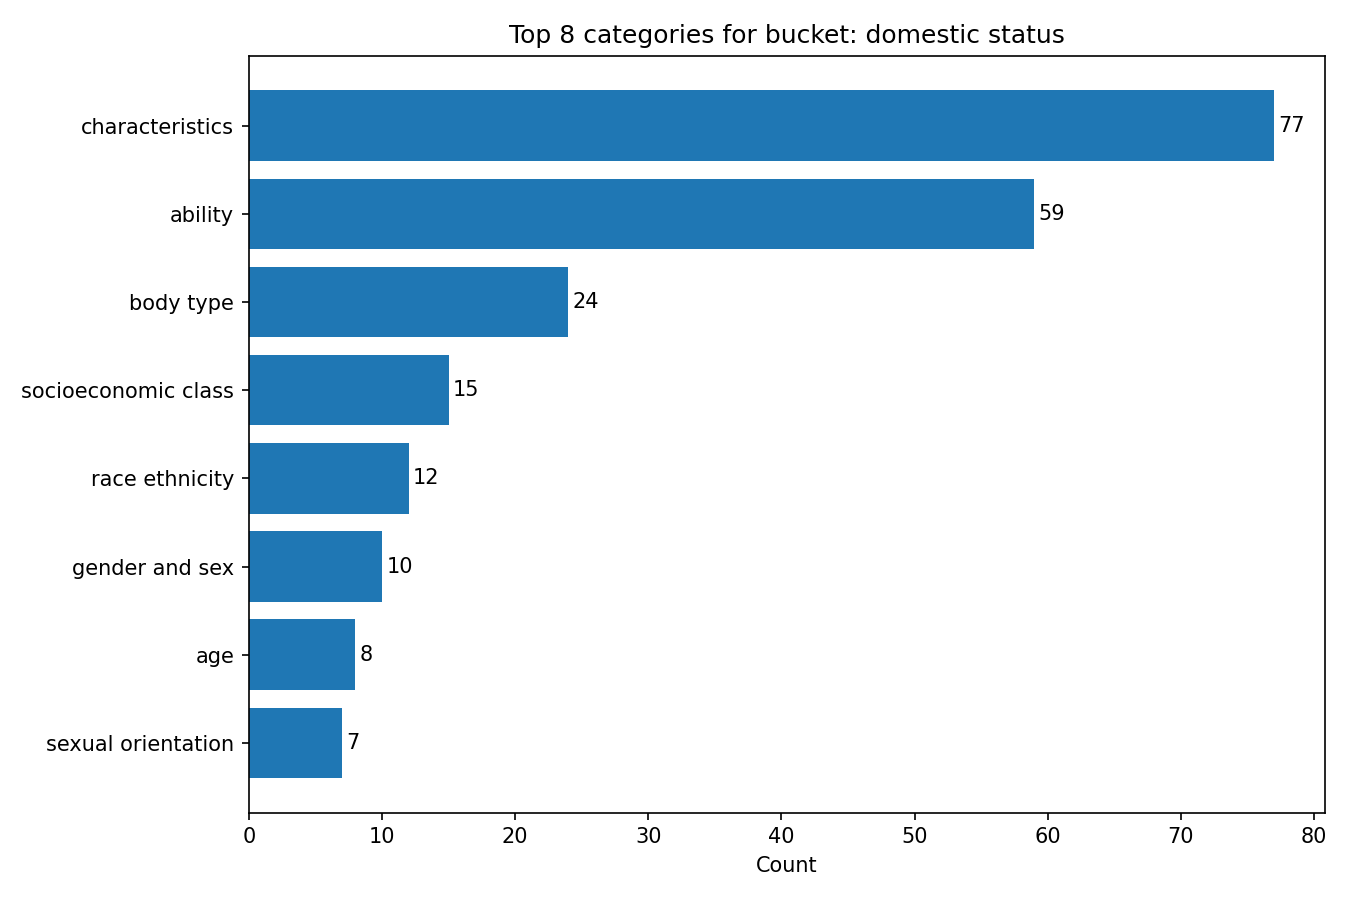 Top 8 categories for bucket: domestic status
characteristics 77
ability 59
body type 24
socioeconomic class 15
race ethnicity 12
gender and sex 10
age 8
sexual orientation 7
0 10 20 30 40 50 60 70 80
Count